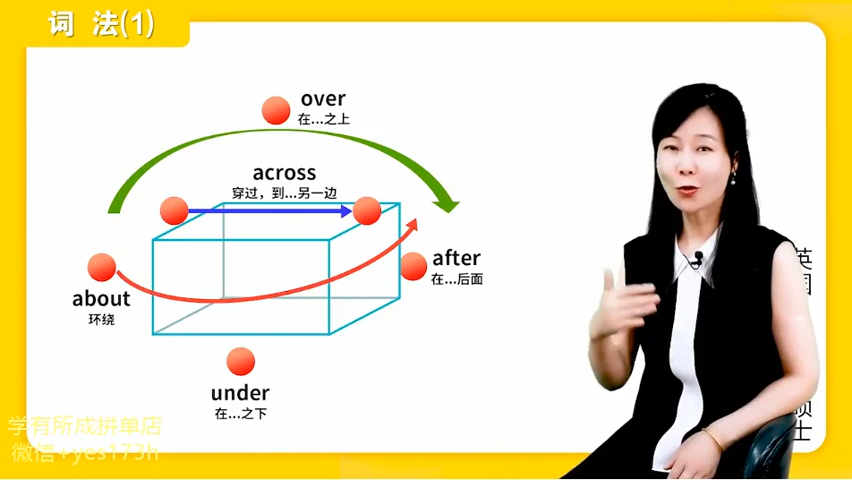 词 法(1)
over
在...之上
across
穿过，到...另一边
after
在...后面
about
环绕
under
在...之下
英
士
学有所成拼单店
微信+yes173h